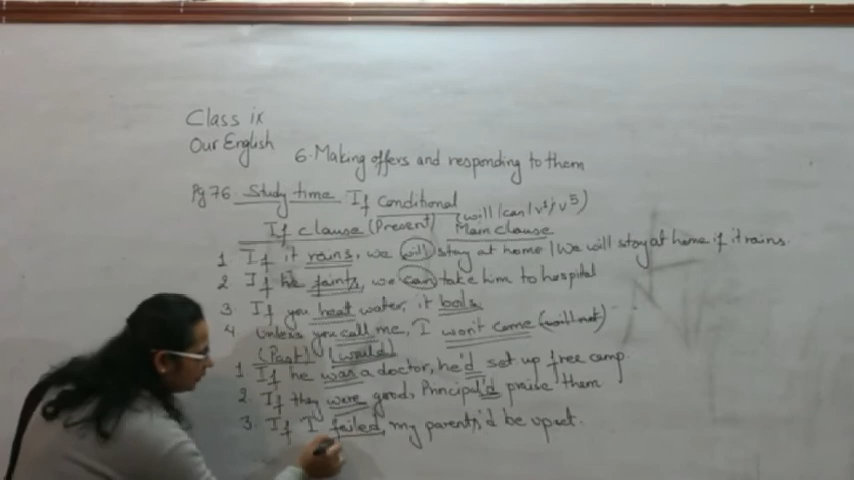 Class ix
Our English
6. Making offers and responding to them
Pg 76 Study time: If Conditional
If clause (Present) Main clause (will/can/v¹/v⁵)
1 If it rains, we will stay at home / We will stay at home if it rains.
2 If he faints, we can take him to hospital
3. If you heat water, it boils.
4. Unless you call me, I won't come (will not)
(Past) (would)
1 If he was a doctor, he'd set up free camp.
2. If they were good, Principal'd praise them
3. If I failed, my parents'd be upset.